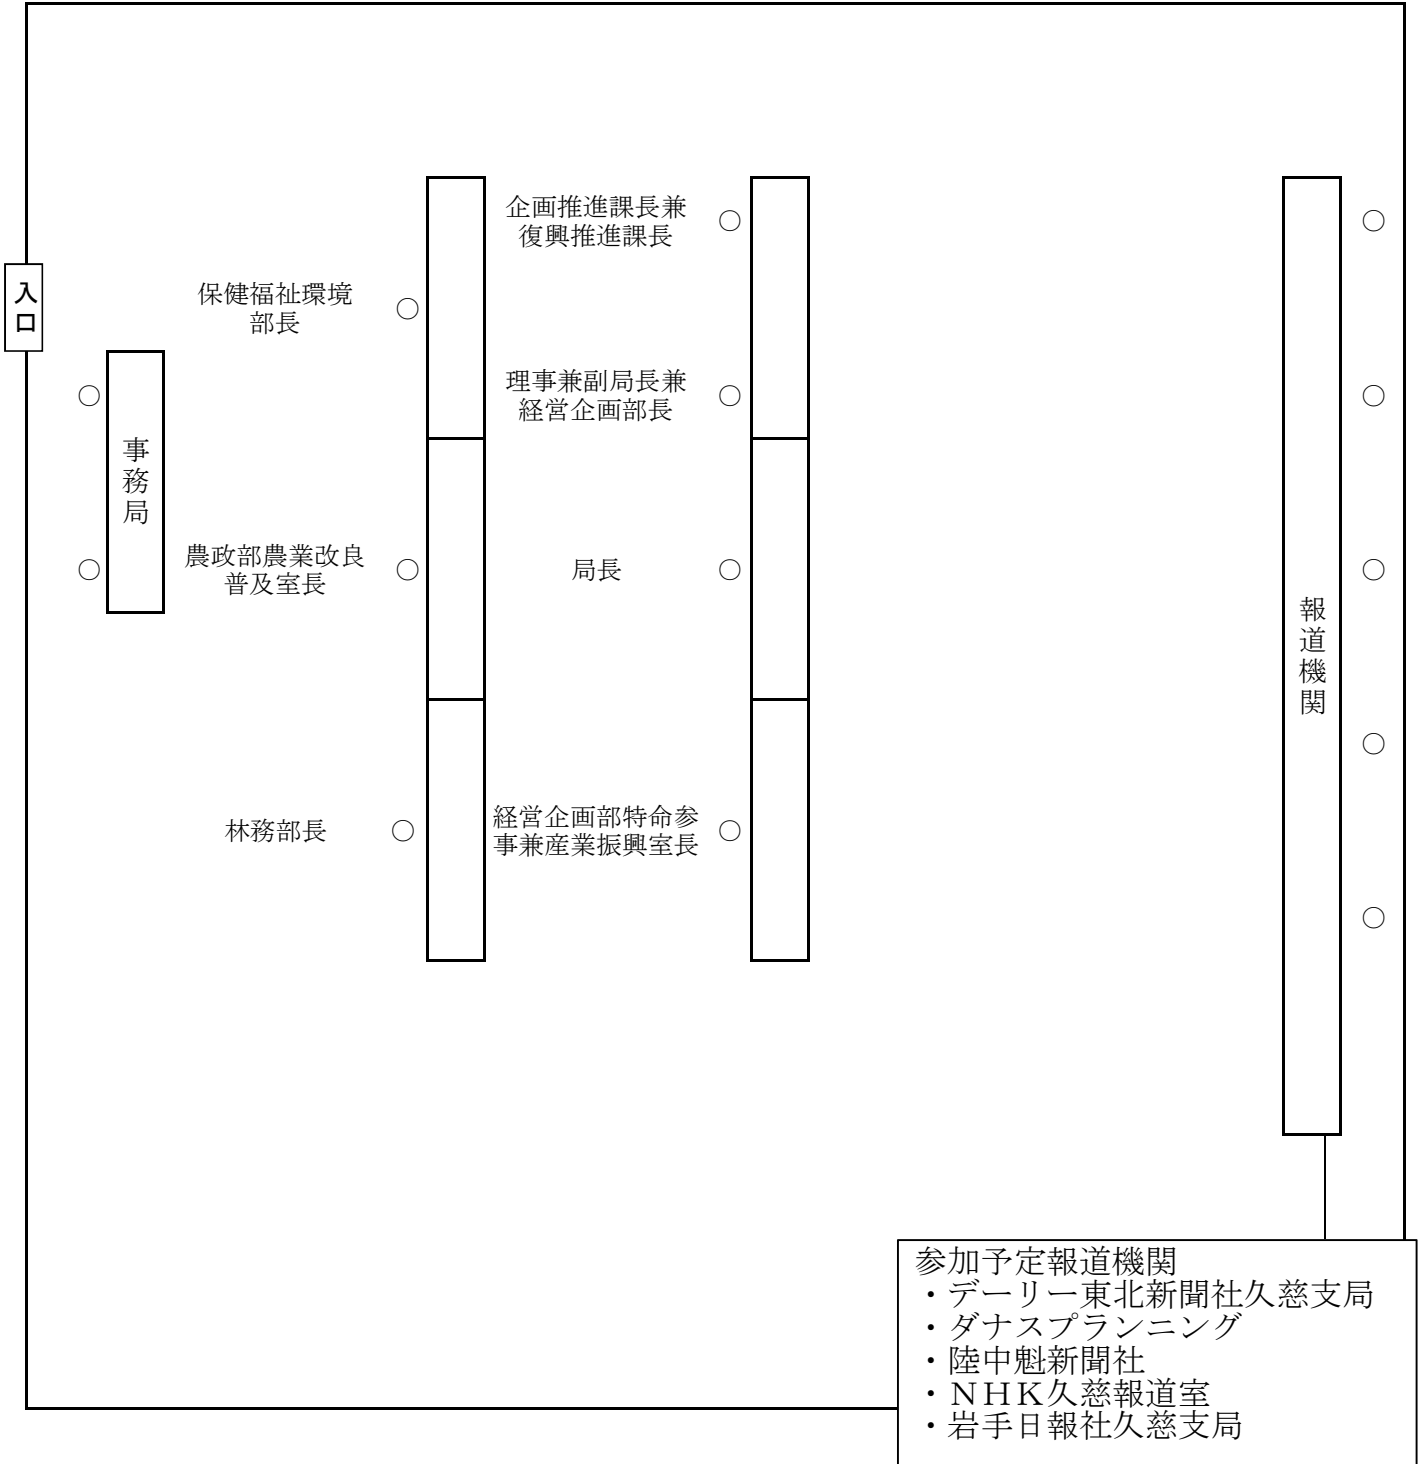 入口
事務局
保健福祉環境
部長
農政部農業改良
普及室長
林務部長
企画推進課長兼
復興推進課長
理事兼副局長兼
経営企画部長
局長
経営企画部特命参
事兼産業振興室長
報道機関
参加予定報道機関
・デーリー東北新聞社久慈支局
・ダナスプランニング
・陸中魁新聞社
・ＮＨＫ久慈報道室
・岩手日報社久慈支局